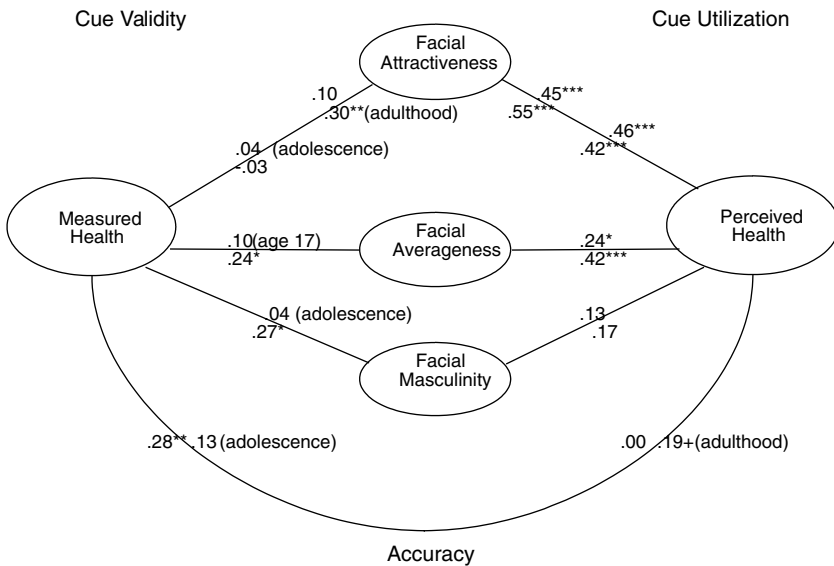 Cue Validity
Cue Utilization
Facial
Attractiveness
.10
.30**(adulthood)
.45***
.55***
.04 (adolescence)
-.03
.46***
.42***
Measured
Health
Perceived
Health
.10(age 17)
.24*
Facial
Averageness
.24*
.42***
.04 (adolescence)
.27*
Facial
Masculinity
.13
.17
.28** .13 (adolescence)
.00 .19+(adulthood)
Accuracy